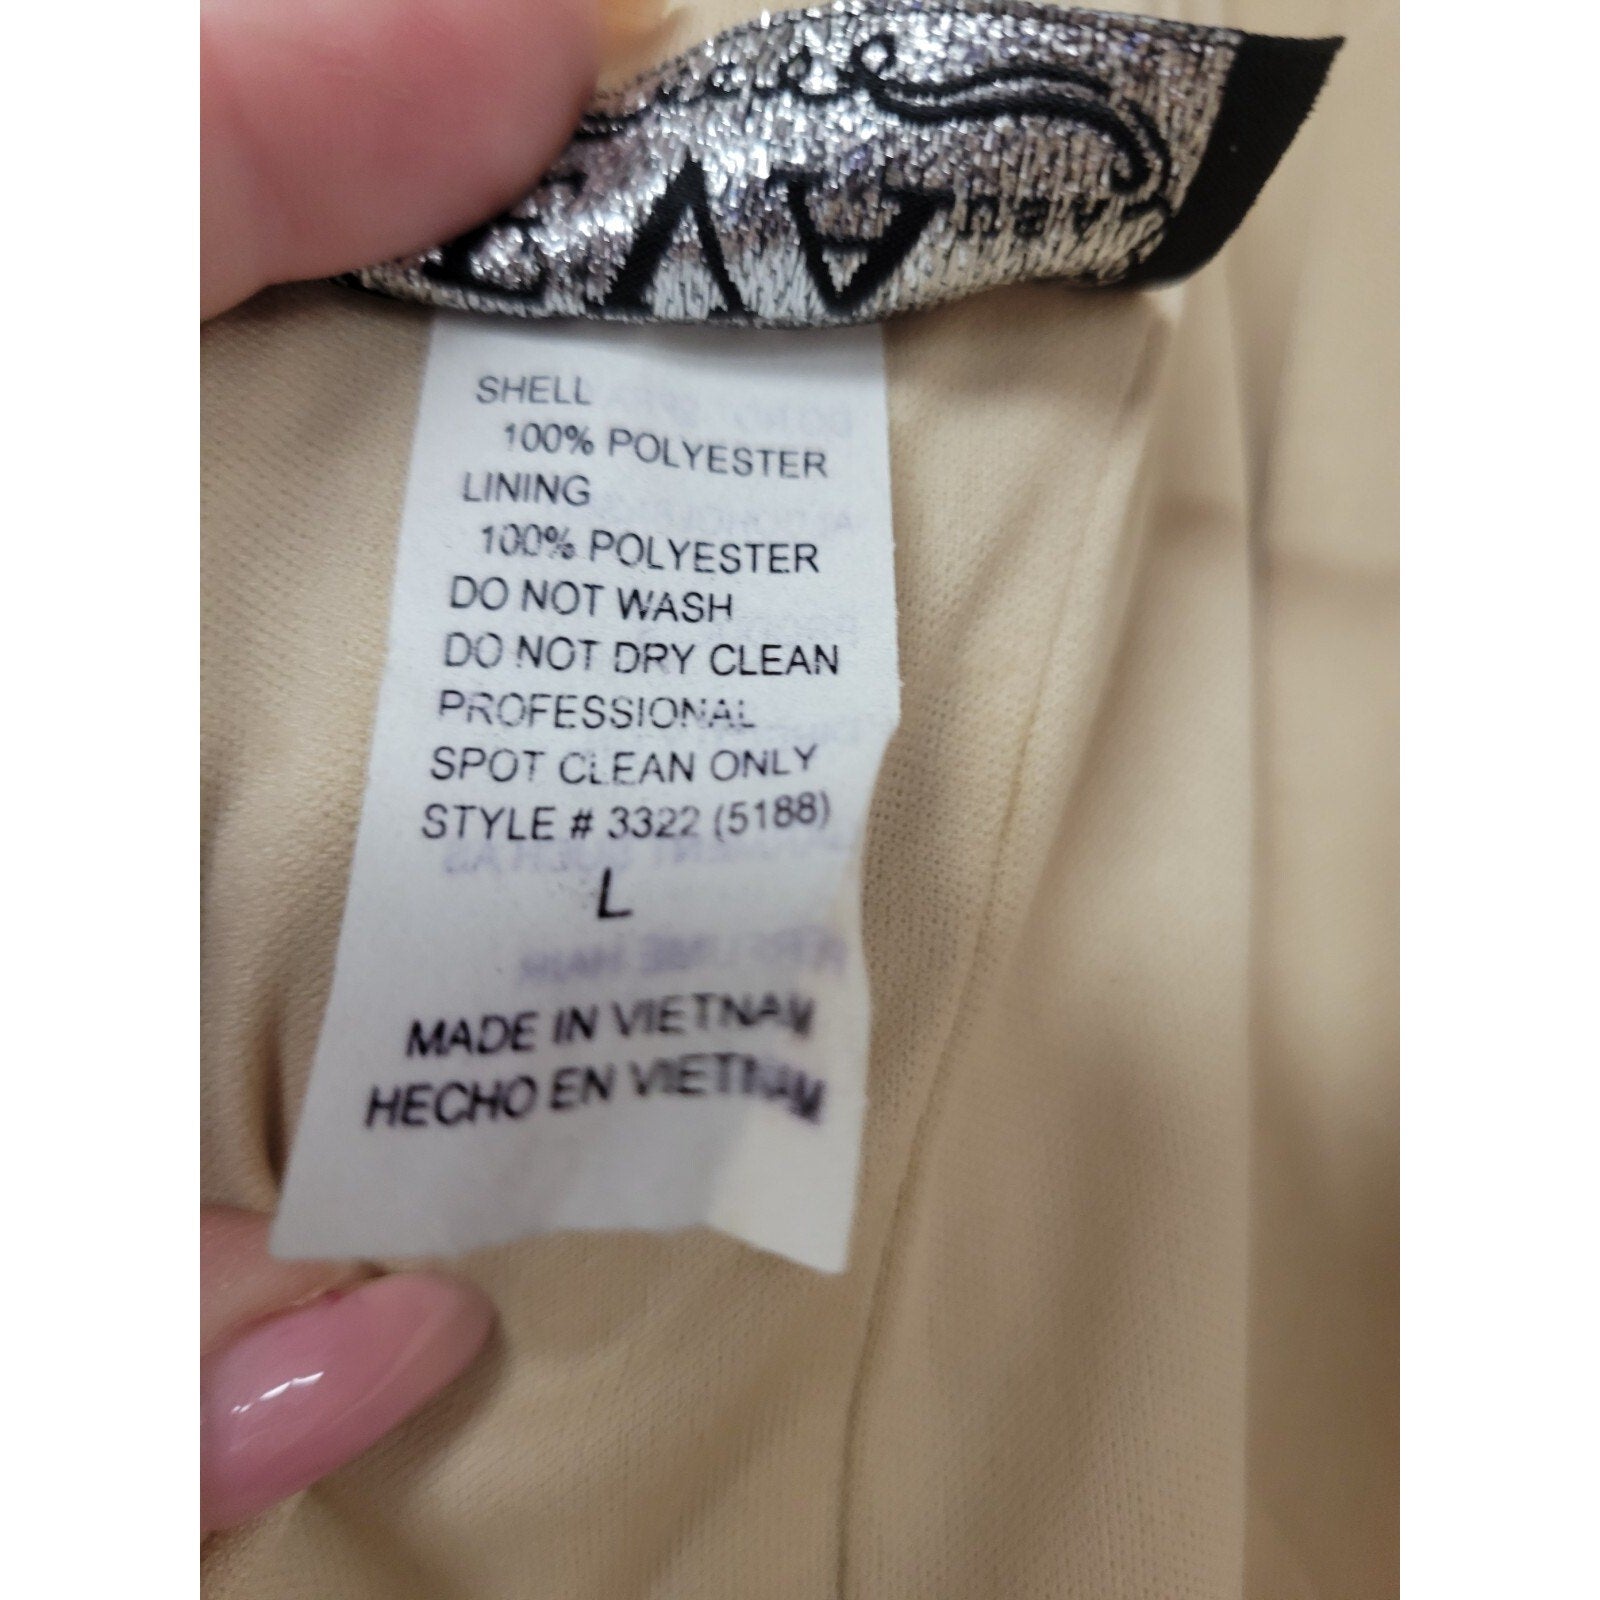 SHELL
100% POLYESTER
LINING
100% POLYESTER
DO NOT WASH
DO NOT DRY CLEAN
PROFESSIONAL
SPOT CLEAN ONLY
STYLE # 3322 (5188)
L
MADE IN VIETNAM
HECHO EN VIETNAM